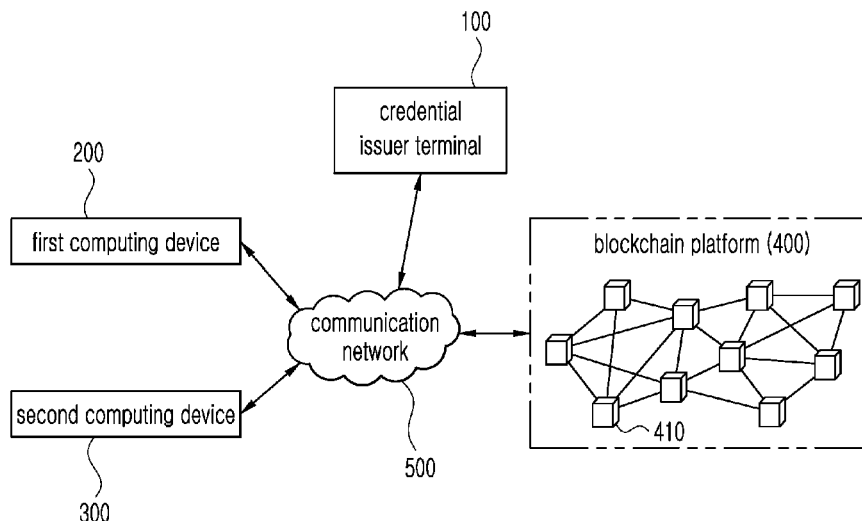 100
credential
issuer terminal
200
first computing device
blockchain platform (400)
communication
network
second computing device
410
500
300